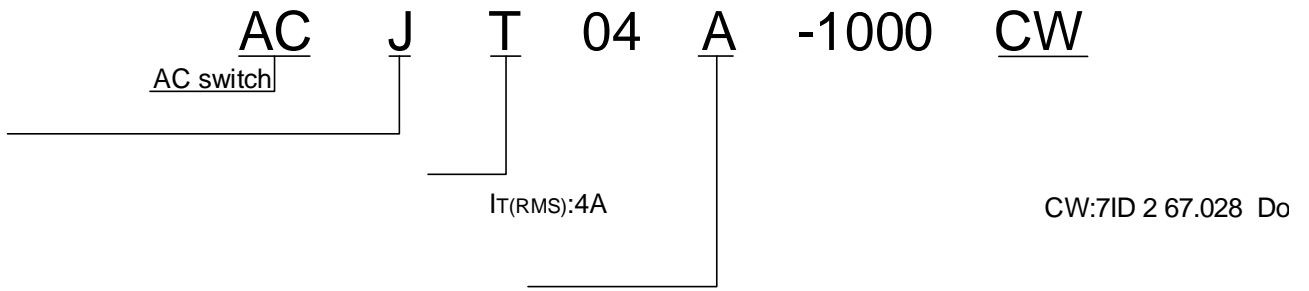 AC J T 04 A -1000 CW
AC switch
IT(RMS):4A
CW:7ID 2 67.028 Do